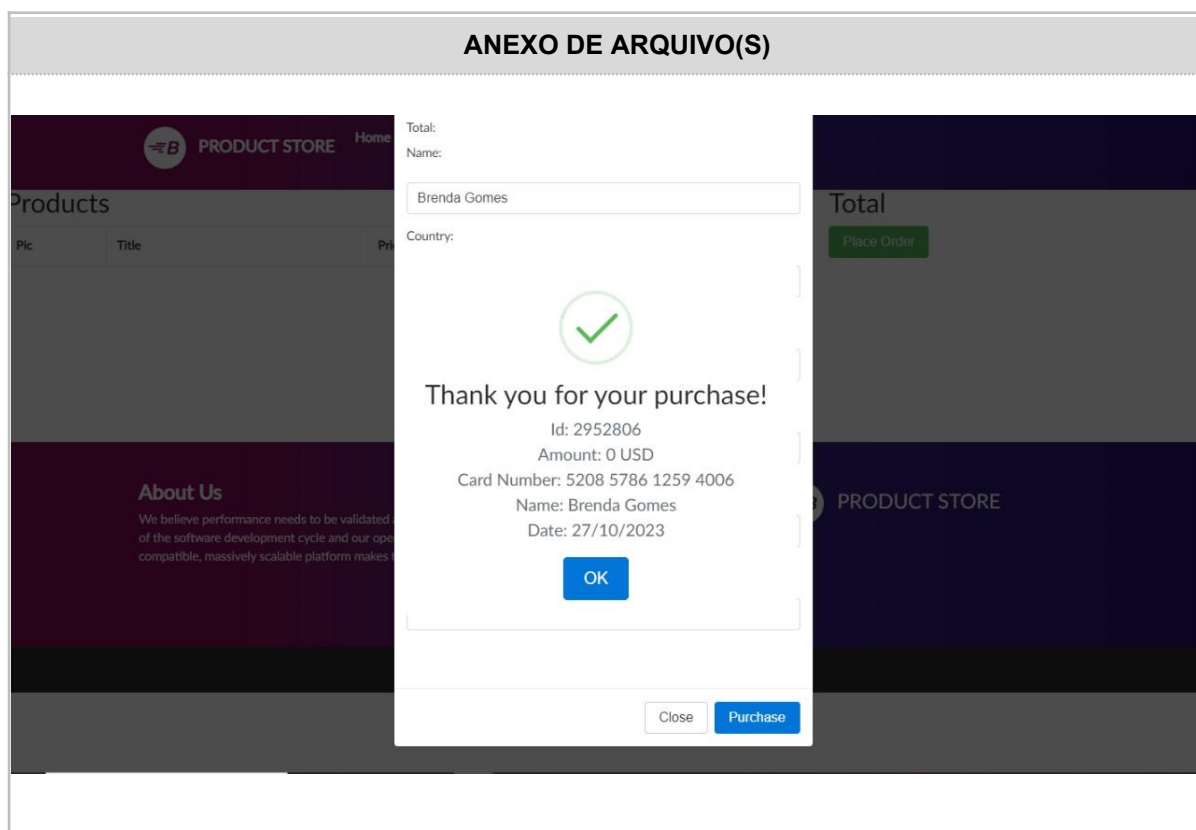 ANEXO DE ARQUIVO(S)
PRODUCT STORE
Home
Total:
Name:
Brenda Gomes
Products
Total
Pic
Title
Country:
Place Order
Thank you for your purchase!
Id: 2952806
Amount: 0 USD
Card Number: 5208 5786 1259 4006
Name: Brenda Gomes
Date: 27/10/2023
OK
About Us
We believe performance needs to be validated
of the software development cycle and our
compatible, massively scalable platform makes
PRODUCT STORE
Close
Purchase